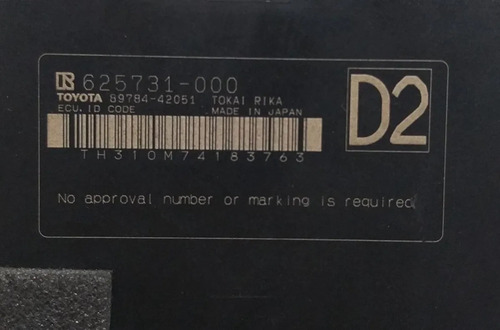 625731-000
TOYOTA 89784-42051 TOKAI RIKA
ECU.ID CODE MADE IN JAPAN
D2
TH310M74183763
No approval number or marking is required